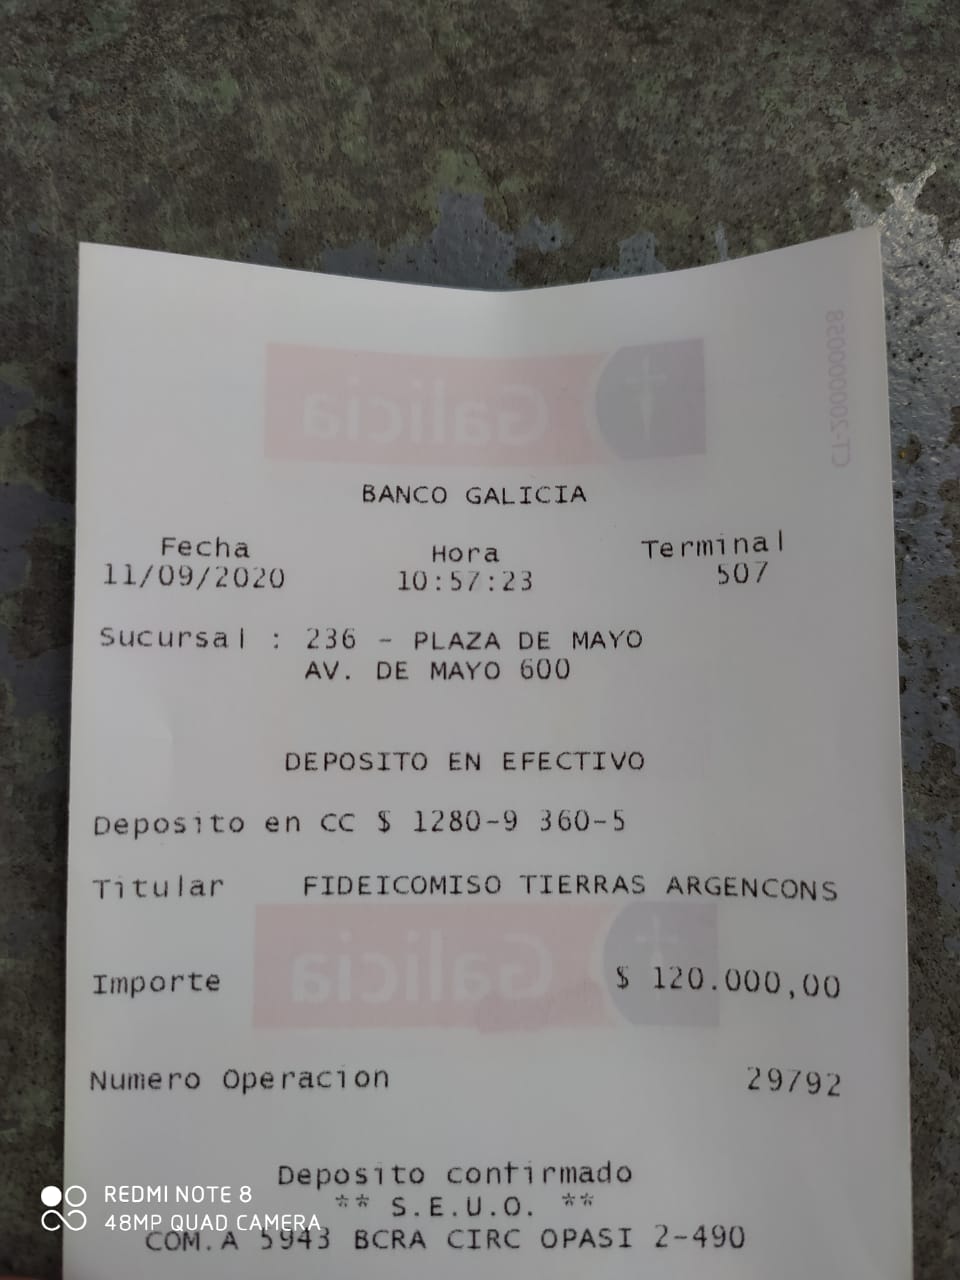 Galicia
CT-200000058
BANCO GALICIA
Fecha Hora Terminal
11/09/2020 10:57:23 507
Sucursal : 236 - PLAZA DE MAYO
AV. DE MAYO 600
DEPOSITO EN EFECTIVO
Deposito en CC $ 1280-9 360-5
Titular FIDEICOMISO TIERRAS ARGENCONS
Galicia
Importe $ 120.000,00
Numero Operacion 29792
Deposito confirmado
** S.E.U.O. **
COM.A 5943 BCRA CIRC OPASI 2-490
REDMI NOTE 8
48MP QUAD CAMERA